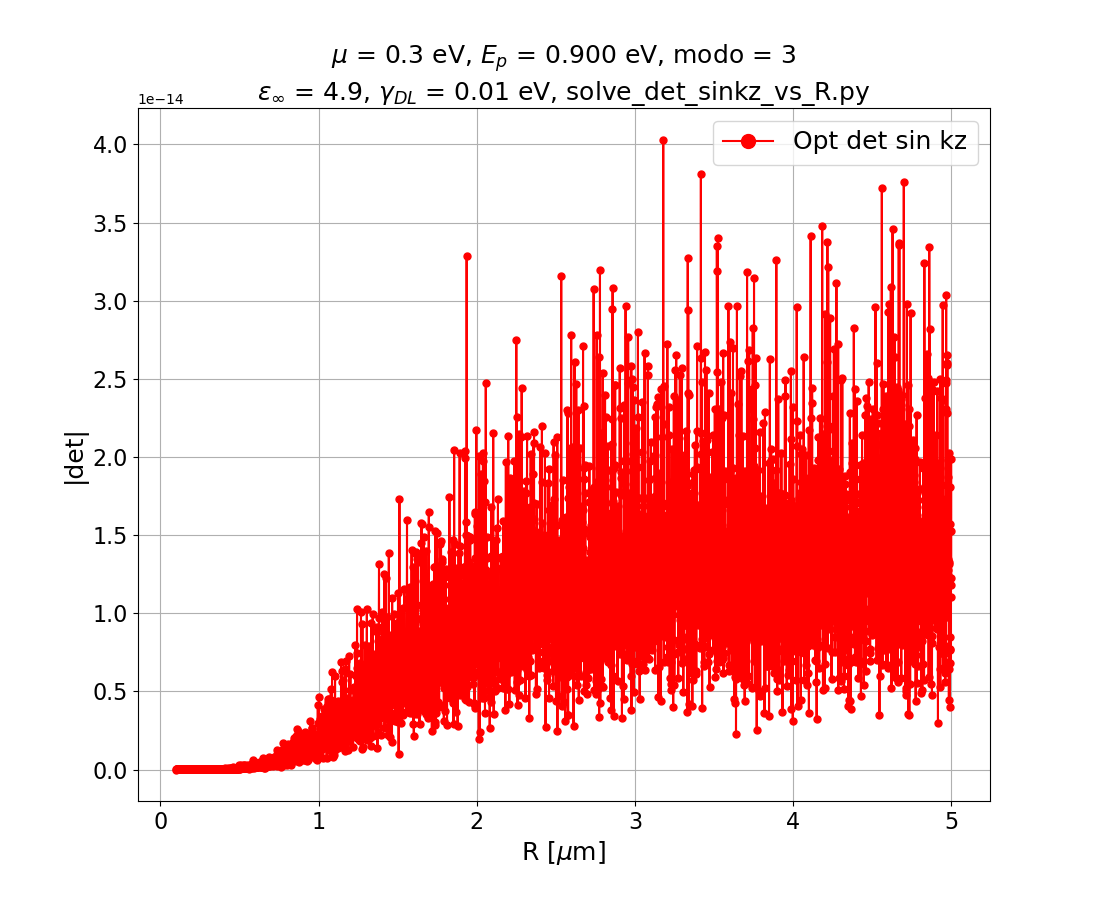 μ = 0.3 eV, E_p = 0.900 eV, modo = 3
ε_∞ = 4.9, γ_DL = 0.01 eV, solve_det_sinkz_vs_R.py
1e−14
Opt det sin kz
4.0
3.5
3.0
2.5
2.0
1.5
1.0
0.5
0.0
|det|
0 1 2 3 4 5
R [μm]